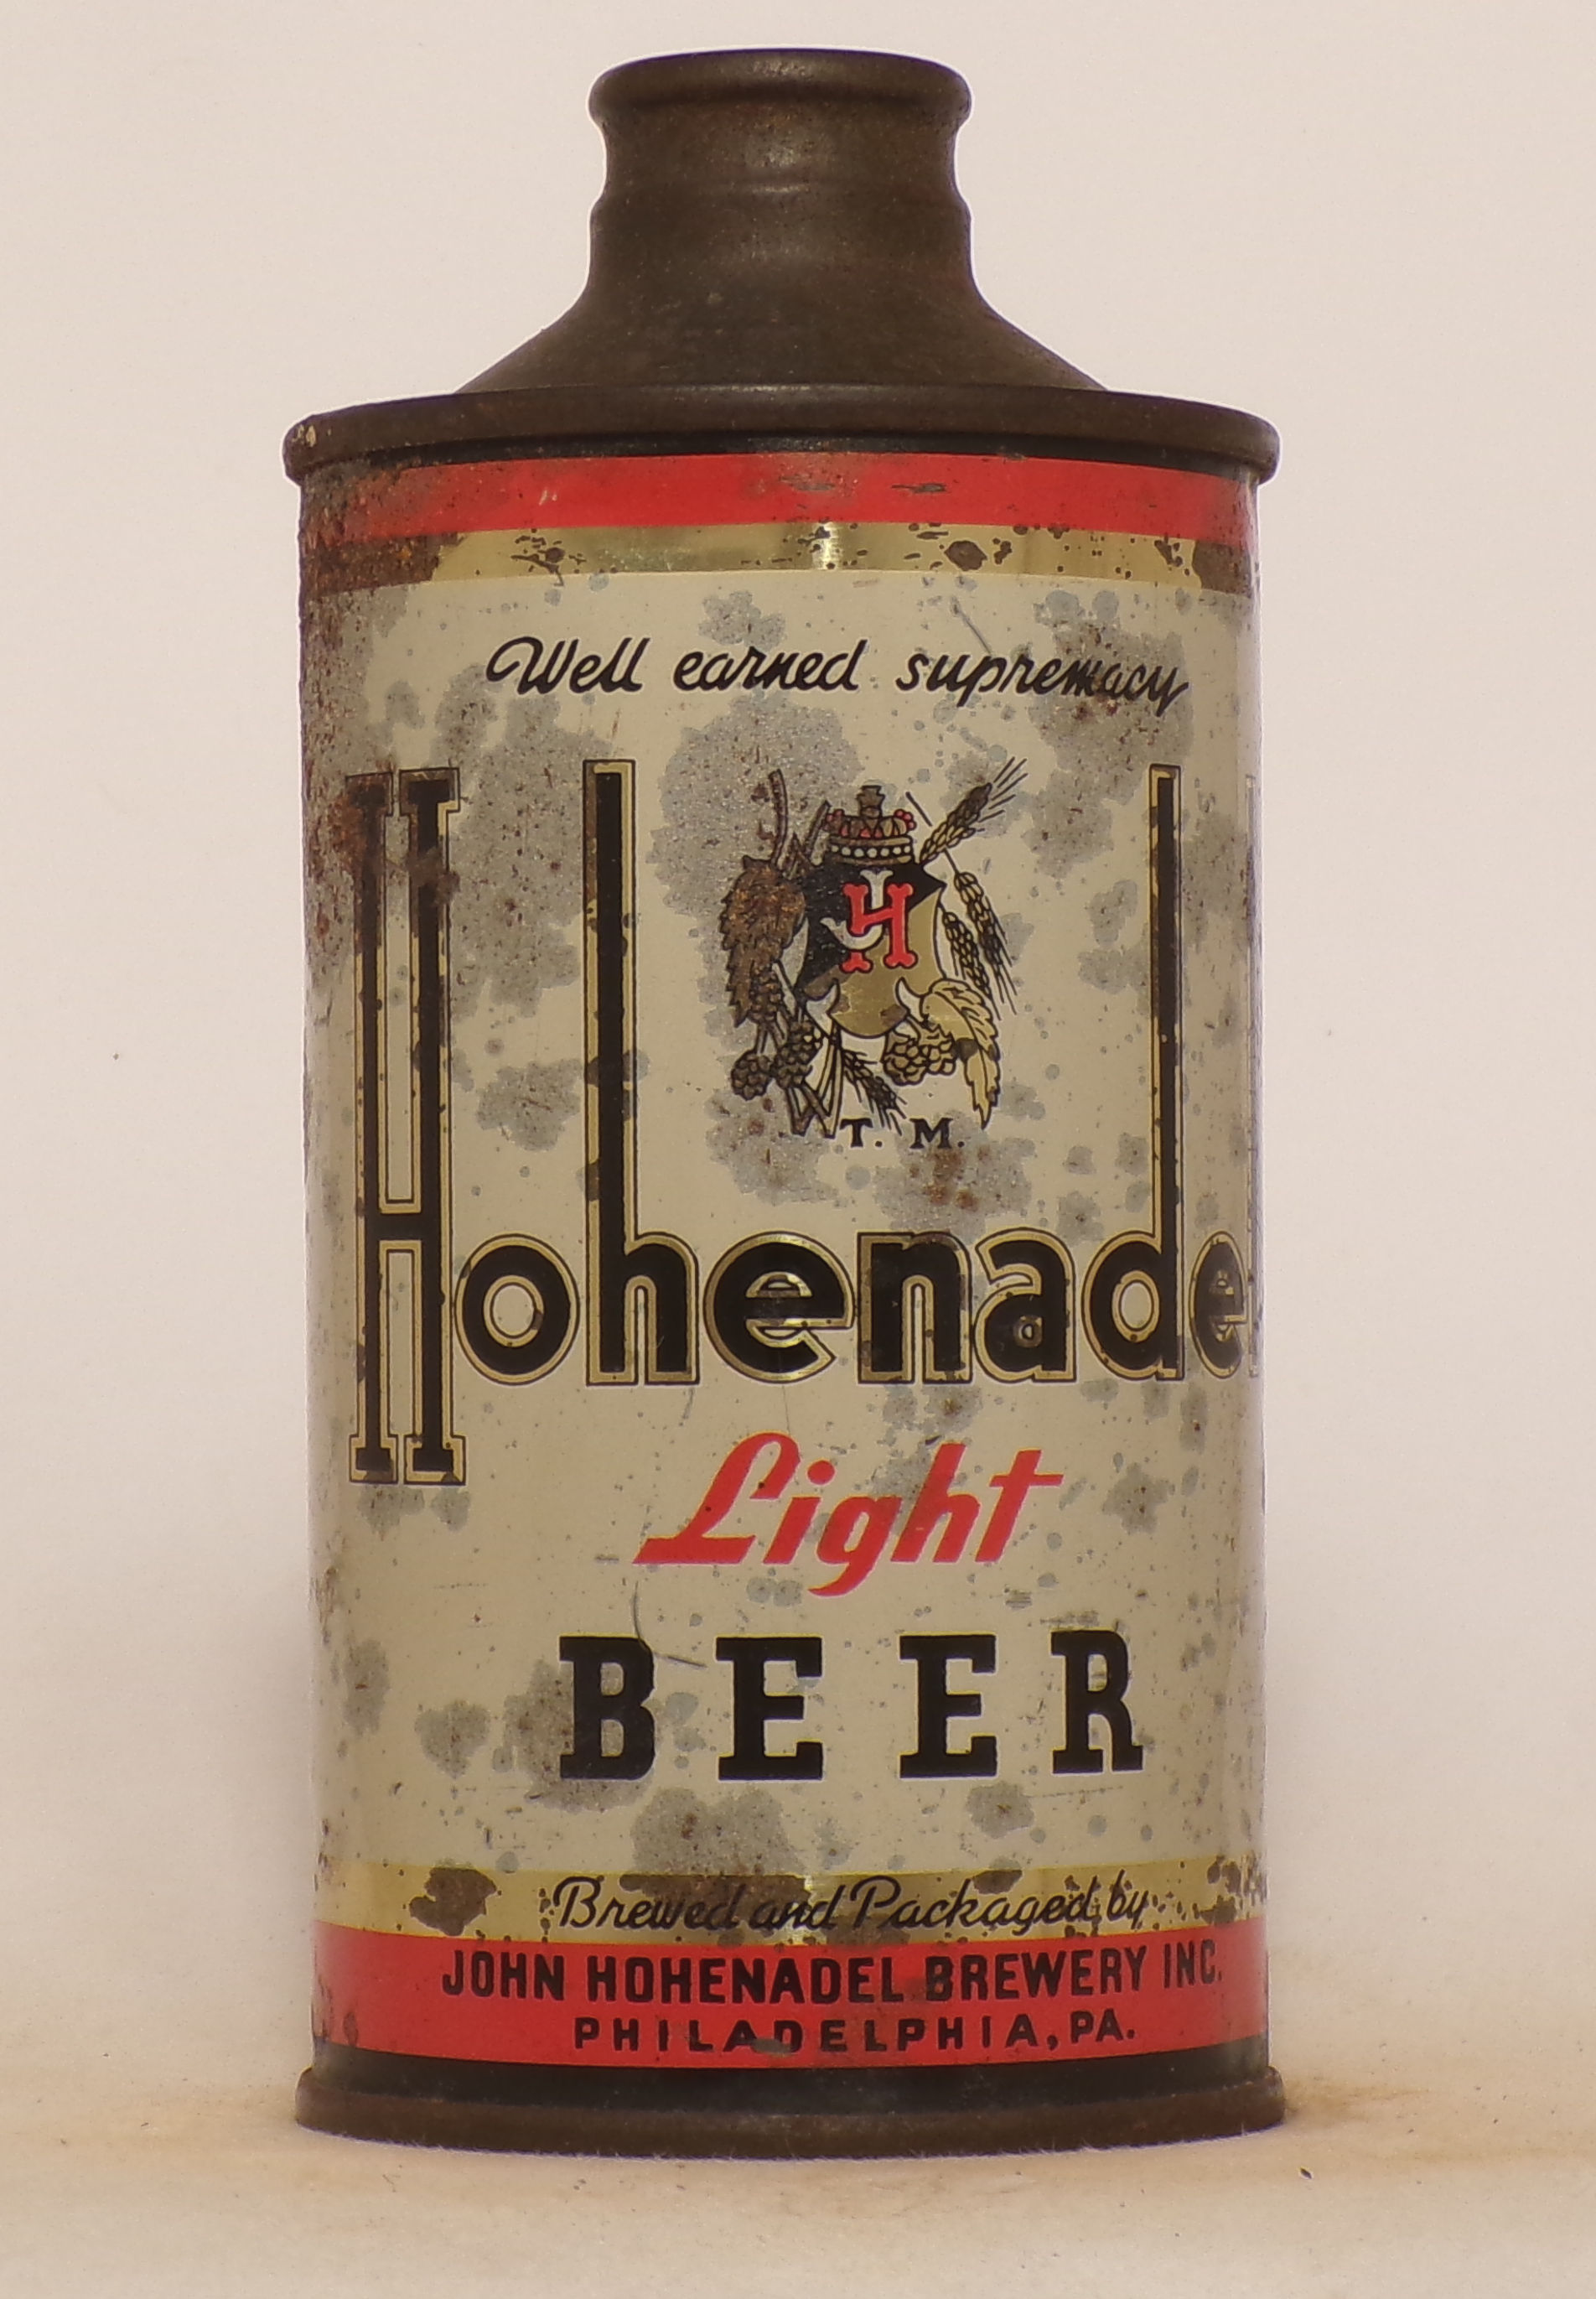 Well earned supremacy
H
T. M.
Hohenadel
Light
BEER
Brewed and Packaged by
JOHN HOHENADEL BREWERY INC.
PHILADELPHIA, PA.